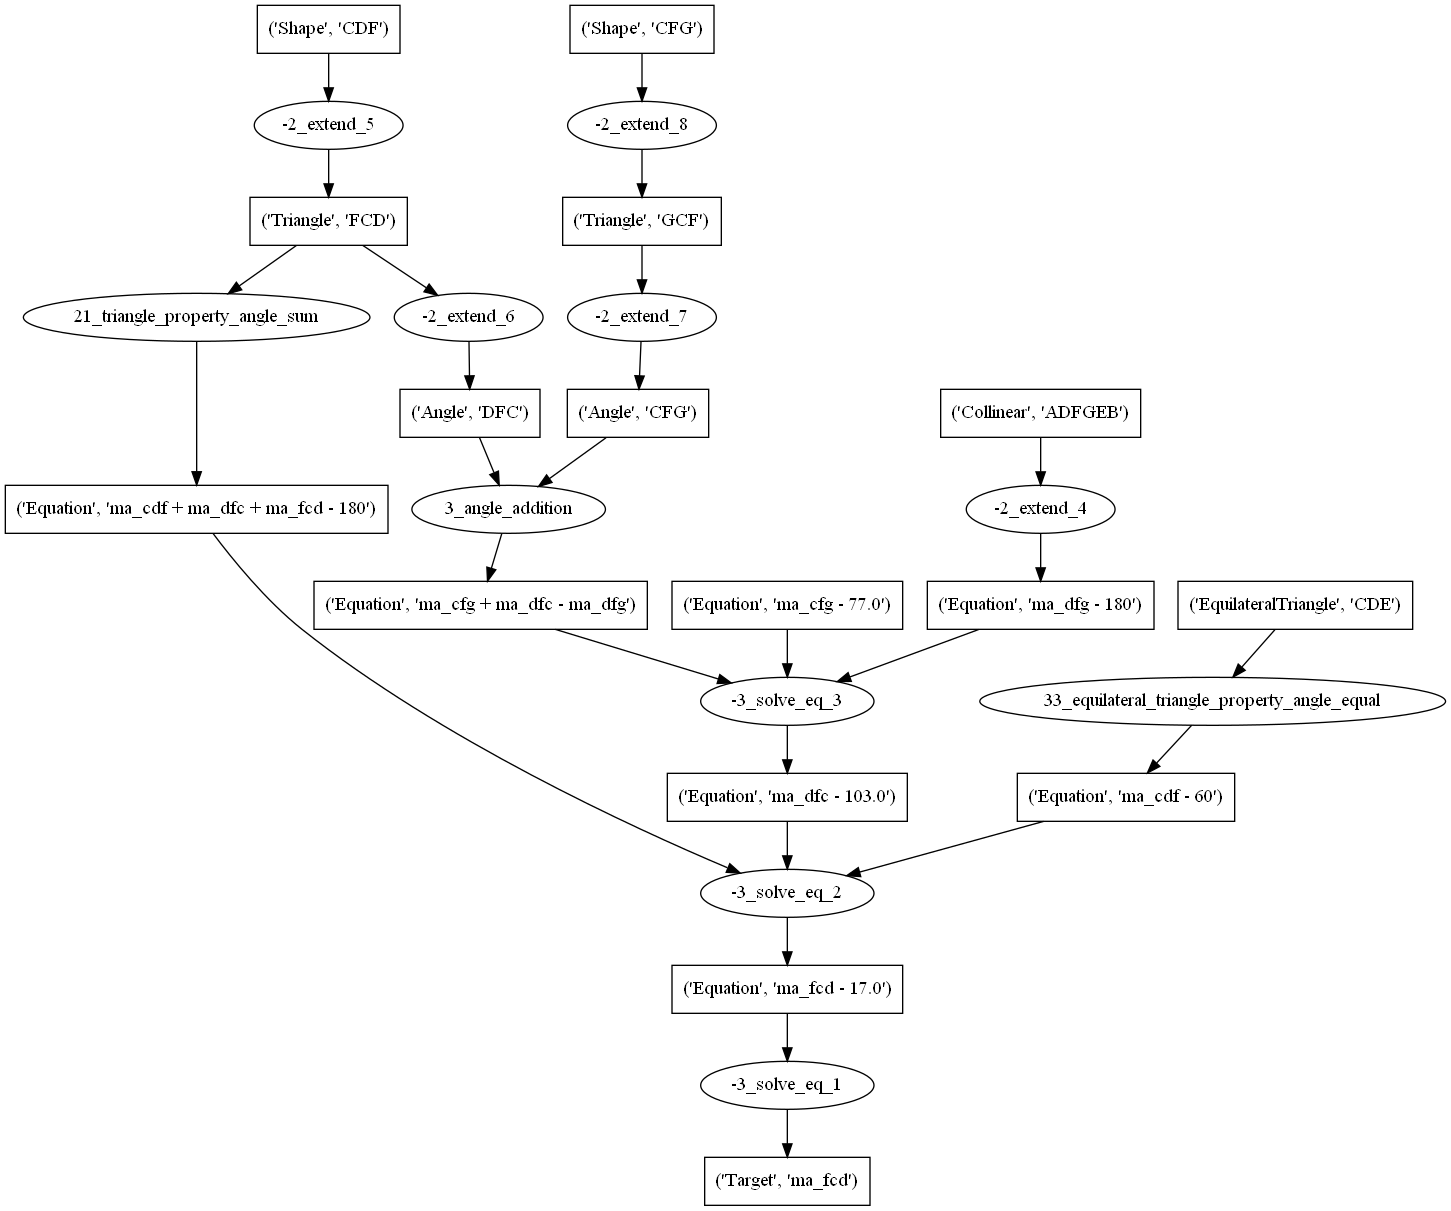 ('Shape', 'CDF')
('Shape', 'CFG')
-2_extend_5
-2_extend_8
('Triangle', 'FCD')
('Triangle', 'GCF')
21_triangle_property_angle_sum
-2_extend_6
-2_extend_7
('Angle', 'DFC')
('Angle', 'CFG')
('Collinear', 'ADFGEB')
('Equation', 'ma_cdf + ma_dfc + ma_fcd - 180')
3_angle_addition
-2_extend_4
('Equation', 'ma_cfg + ma_dfc - ma_dfg')
('Equation', 'ma_cfg - 77.0')
('Equation', 'ma_dfg - 180')
('EquilateralTriangle', 'CDE')
-3_solve_eq_3
33_equilateral_triangle_property_angle_equal
('Equation', 'ma_dfc - 103.0')
('Equation', 'ma_cdf - 60')
-3_solve_eq_2
('Equation', 'ma_fcd - 17.0')
-3_solve_eq_1
('Target', 'ma_fcd')